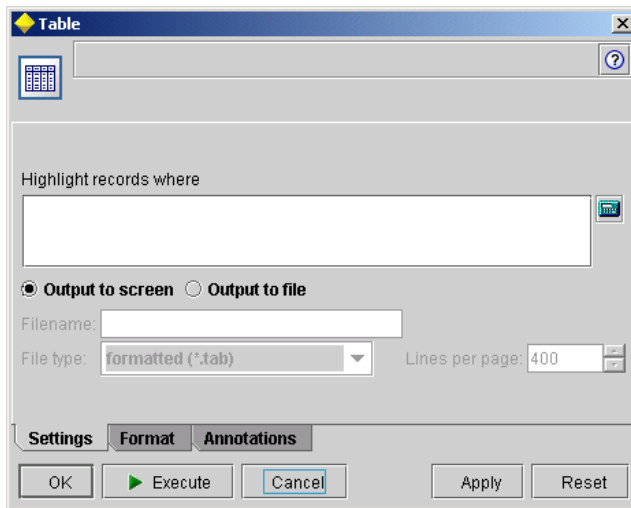 Table
Highlight records where
Output to screen Output to file
Filename:
File type: formatted (*.tab) Lines per page: 400
Settings Format Annotations
OK Execute Cancel Apply Reset